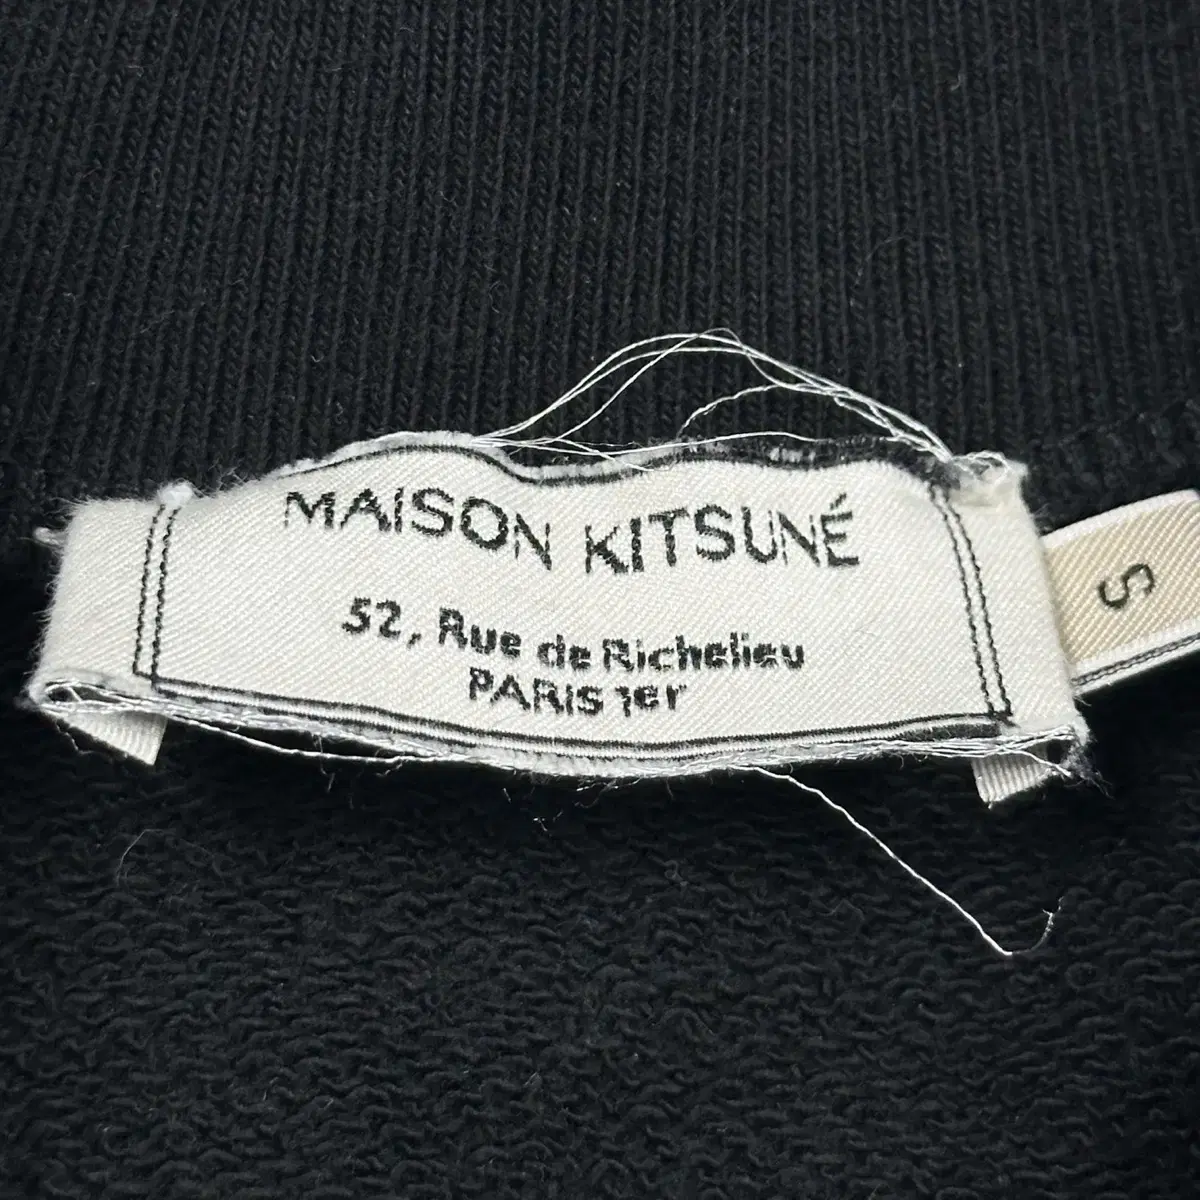 MAISON KITSUNÉ
52, Rue de Richelieu
PARIS 1er
S